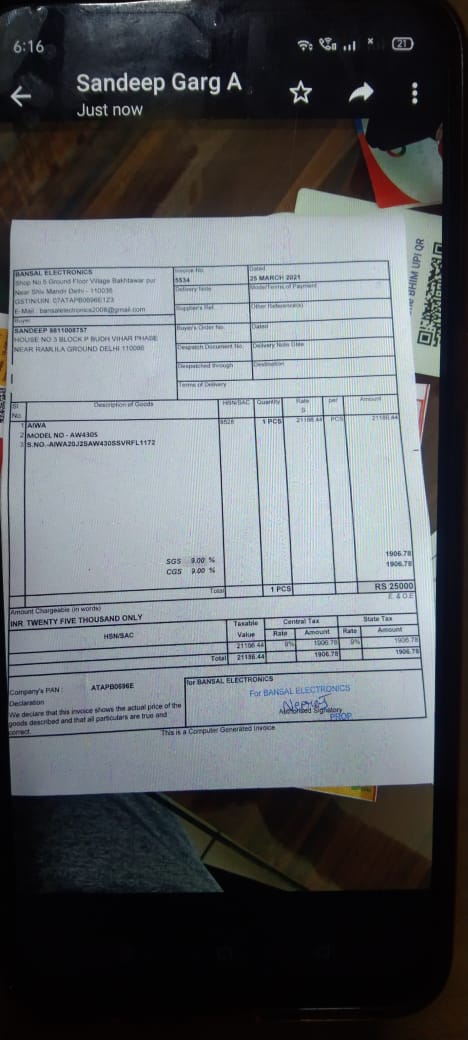 6:16
21
Sandeep Garg A
Just now
BHIM UPI QR
BANSAL ELECTRONICS
Shop No 5 Ground Floor Village Bakhtawar pur
Near Shiv Mandir Delhi - 110036
GSTIN/UIN: 07ATAPB0696E1Z3
E-Mail : bansalelectronics2008@gmail.com
Invoice No.
5534
Dated
25 MARCH 2021
Delivery Note
Mode/Terms of Payment
Supplier's Ref.
Other Reference(s)
Buyer
SANDEEP 8811008757
HOUSE NO 3 BLOCK P BUDH VIHAR PHASE
NEAR RAMLILA GROUND DELHI 110086
Buyer's Order No.
Dated
Despatch Document No.
Delivery Note Date
Despatched through
Destination
Terms of Delivery
Sl No.
Description of Goods
HSN/SAC
Quantity
Rate
per
Amount
1 AIWA
8528
1 PCS
21186.44
PCS
21186.44
2 MODEL NO - AW430S
3 S.NO.-AIWA20J2SAW430SSVRFL1172
SGS 9.00 %
1906.78
CGS 9.00 %
1906.78
Total
1 PCS
RS 25000
E. & O.E
Amount Chargeable (in words)
INR TWENTY FIVE THOUSAND ONLY
HSN/SAC
Taxable Value
Central Tax
State Tax
Rate
Amount
Rate
Amount
21186.44
9%
1906.78
9%
1906.78
Total
21186.44
1906.78
1906.78
Company's PAN : ATAPB0696E
Declaration
We declare that this invoice shows the actual price of the
goods described and that all particulars are true and
correct.
for BANSAL ELECTRONICS
For BANSAL ELECTRONICS
Authorised Signatory
PROP.
This is a Computer Generated Invoice